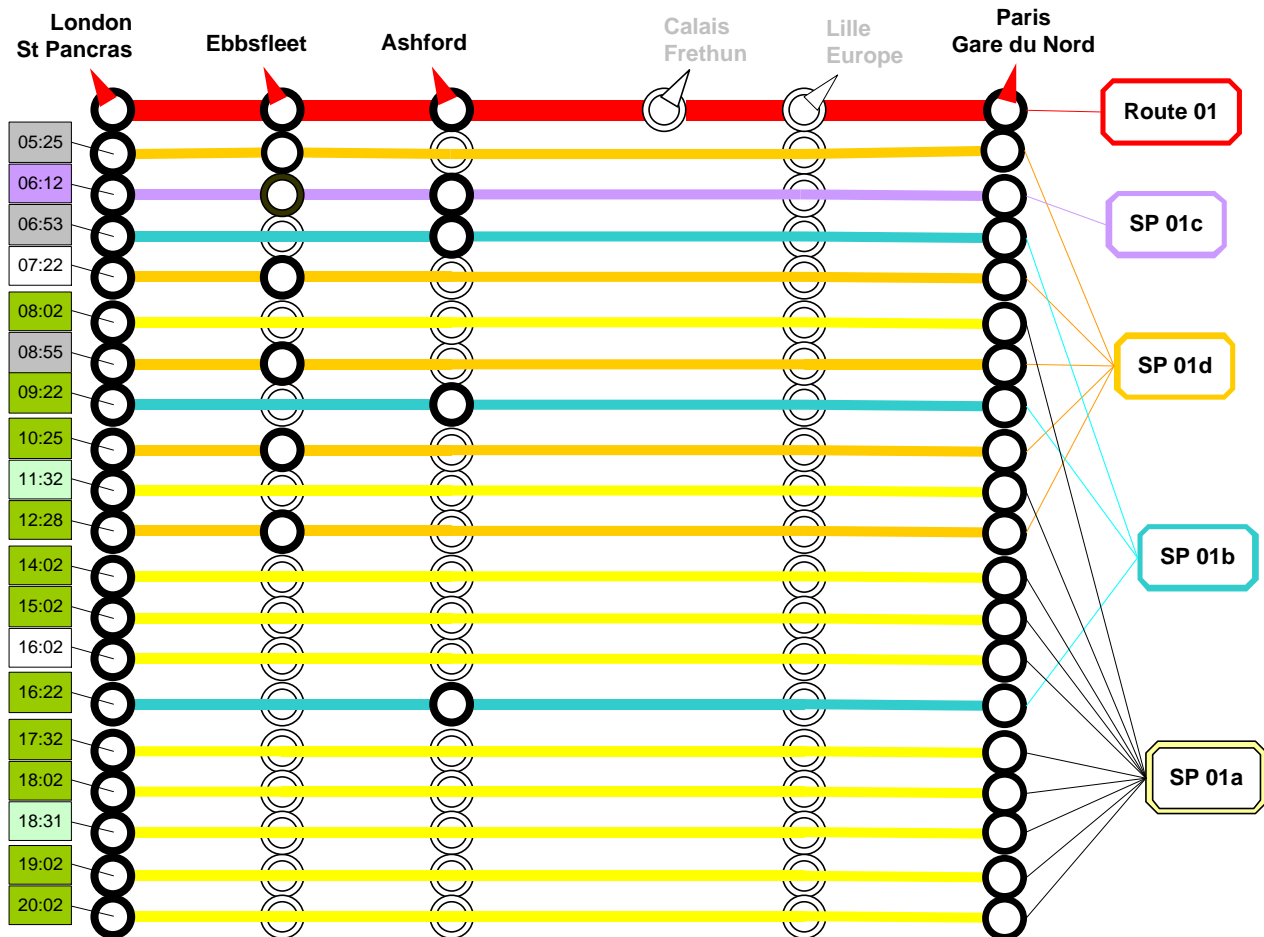 London
St Pancras
Ebbsfleet
Ashford
Calais
Frethun
Lille
Europe
Paris
Gare du Nord
Route 01
05:25
06:12
SP 01c
06:53
07:22
08:02
08:55
SP 01d
09:22
10:25
11:32
12:28
14:02
SP 01b
15:02
16:02
16:22
17:32
18:02
SP 01a
18:31
19:02
20:02